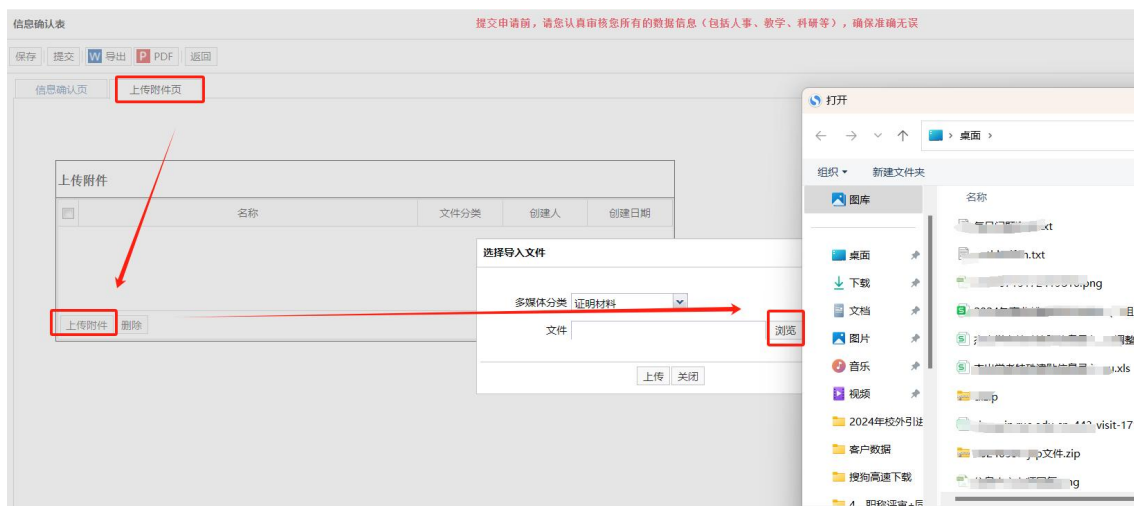 信息确认表
提交申请前，请您认真审核您所有的数据信息（包括人事、教学、科研等），确保准确无误
保存 提交 W 导出 P PDF 返回
信息确认页 上传附件页
上传附件
名称 文件分类 创建人 创建日期
上传附件 删除
选择导入文件
多媒体分类 证明材料
文件 浏览
上传 关闭
打开
桌面
组织 新建文件夹
图库
桌面
下载
文档
图片
音乐
视频
2024年校外引进
客户数据
搜狗高速下载
名称
.txt
.png
.xls
visit-17
文件.zip